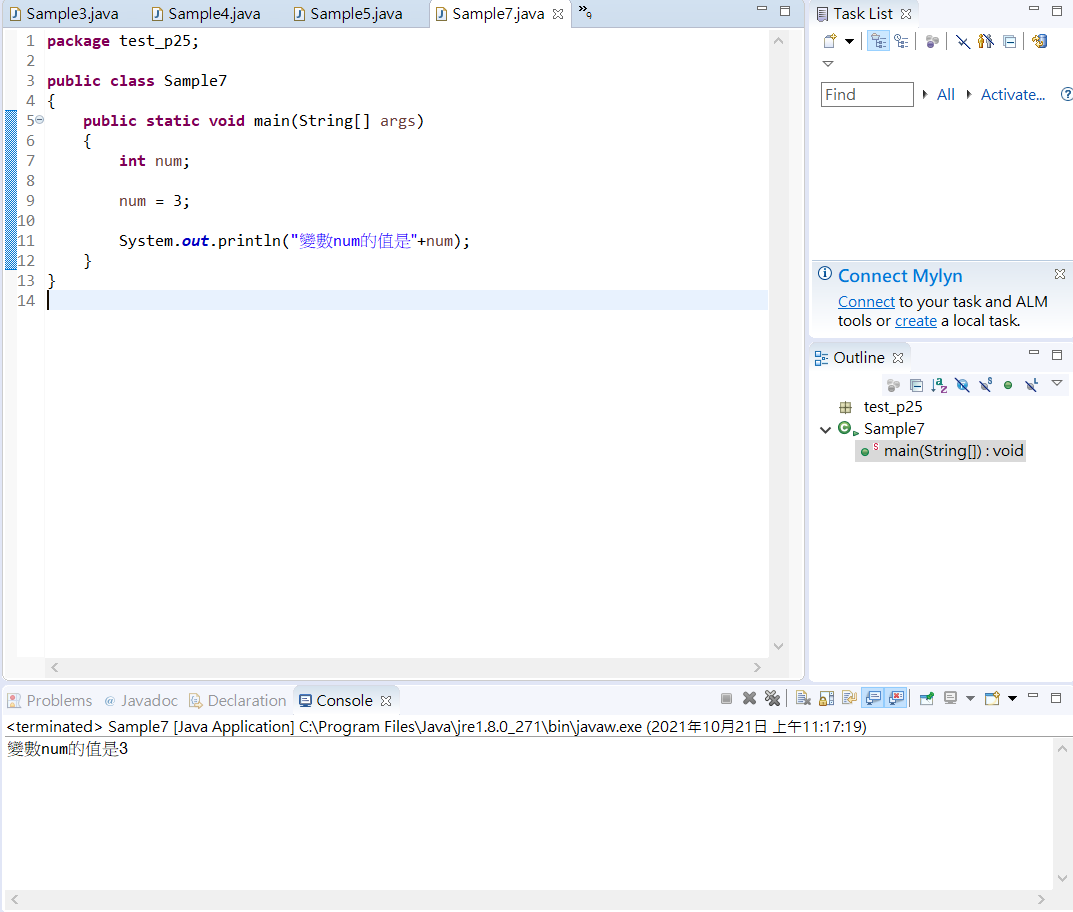 Sample3.java Sample4.java Sample5.java Sample7.java »9
1 package test_p25;
2
3 public class Sample7
4 {
5 public static void main(String[] args)
6 {
7 int num;
8
9 num = 3;
10
11 System.out.println("變數num的值是"+num);
12 }
13 }
14
Task List
Find All Activate...
Connect Mylyn
Connect to your task and ALM
tools or create a local task.
Outline
test_p25
Sample7
main(String[]) : void
Problems @ Javadoc Declaration Console
<terminated> Sample7 [Java Application] C:\Program Files\Java\jre1.8.0_271\bin\javaw.exe (2021年10月21日 上午11:17:19)
變數num的值是3